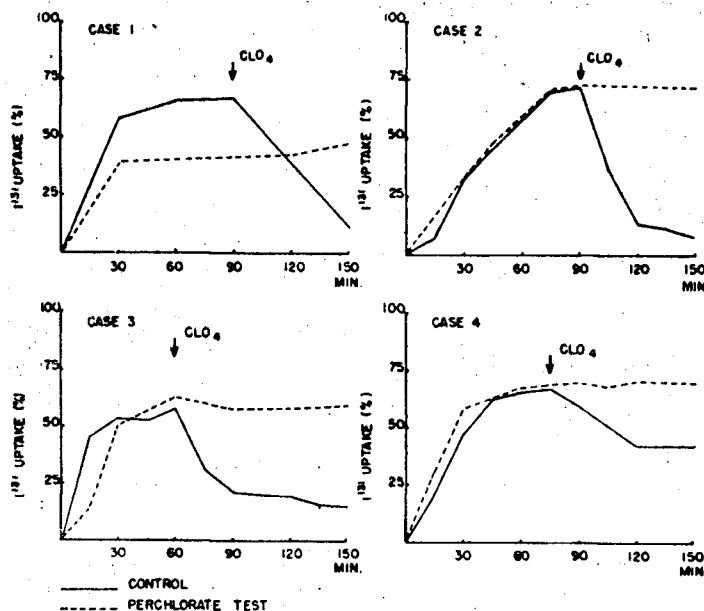 CASE 1
CLO4
I131 UPTAKE (%)
100
75
50
25
30
60
90
120
150
MIN.
CASE 2
CLO4
I131 UPTAKE (%)
100
75
50
25
30
60
90
120
150
MIN.
CASE 3
CLO4
I131 UPTAKE (%)
100
75
50
25
30
60
90
120
150
MIN.
CASE 4
CLO4
I131 UPTAKE (%)
100
75
50
25
30
60
90
120
150
MIN.
CONTROL
PERCHLORATE TEST